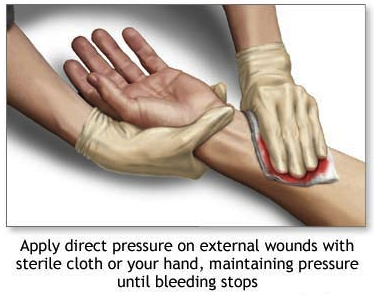 Apply direct pressure on external wounds with
sterile cloth or your hand, maintaining pressure
until bleeding stops